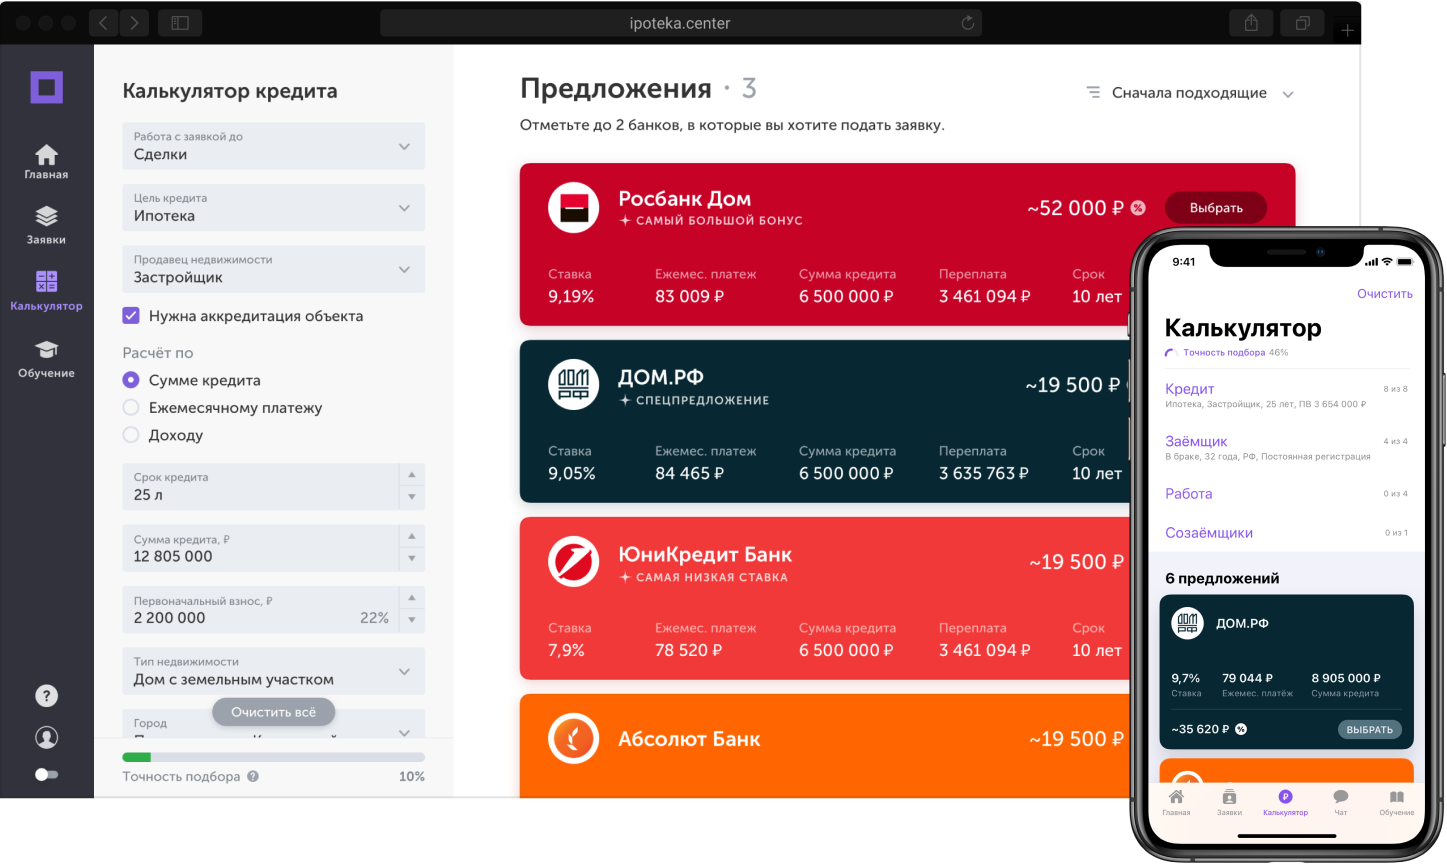 ipoteka.center
Главная
Заявки
Калькулятор
Обучение
?
Калькулятор кредита
Работа с заявкой до
Сделки
Цель кредита
Ипотека
Продавец недвижимости
Застройщик
Нужна аккредитация объекта
Расчёт по
Сумме кредита
Ежемесячному платежу
Доходу
Срок кредита
25 л
Сумма кредита, ₽
12 805 000
Первоначальный взнос, ₽
2 200 000 22%
Тип недвижимости
Дом с земельным участком
Очистить всё
Город
Точность подбора ? 10%
Предложения · 3
Сначала подходящие
Отметьте до 2 банков, в которые вы хотите подать заявку.
Росбанк Дом
САМЫЙ БОЛЬШОЙ БОНУС
~52 000 ₽ % Выбрать
Ставка Ежемес. платеж Сумма кредита Переплата Срок
9,19% 83 009 ₽ 6 500 000 ₽ 3 461 094 ₽ 10 лет
ДОМ РФ
ДОМ.РФ
СПЕЦПРЕДЛОЖЕНИЕ
~19 500 ₽
Ставка Ежемес. платеж Сумма кредита Переплата Срок
9,05% 84 465 ₽ 6 500 000 ₽ 3 635 763 ₽ 10 лет
ЮниКредит Банк
САМАЯ НИЗКАЯ СТАВКА
~19 500 ₽
Ставка Ежемес. платеж Сумма кредита Переплата Срок
7,9% 78 520 ₽ 6 500 000 ₽ 3 461 094 ₽ 10 лет
Абсолют Банк
~19 500 ₽
9:41
Очистить
Калькулятор
Точность подбора 46%
Кредит 8 из 8
Ипотека, Застройщик, 25 лет, ПВ 3 654 000 ₽
Заёмщик 4 из 4
В браке, 32 года, РФ, Постоянная регистрация
Работа 0 из 4
Созаёмщики 0 из 1
6 предложений
ДОМ РФ
ДОМ.РФ
9,7% 79 044 ₽ 8 905 000 ₽
Ставка Ежемес. платёж Сумма кредита
~35 620 ₽ % ВЫБРАТЬ
Главная Заявки Калькулятор Чат Обучение